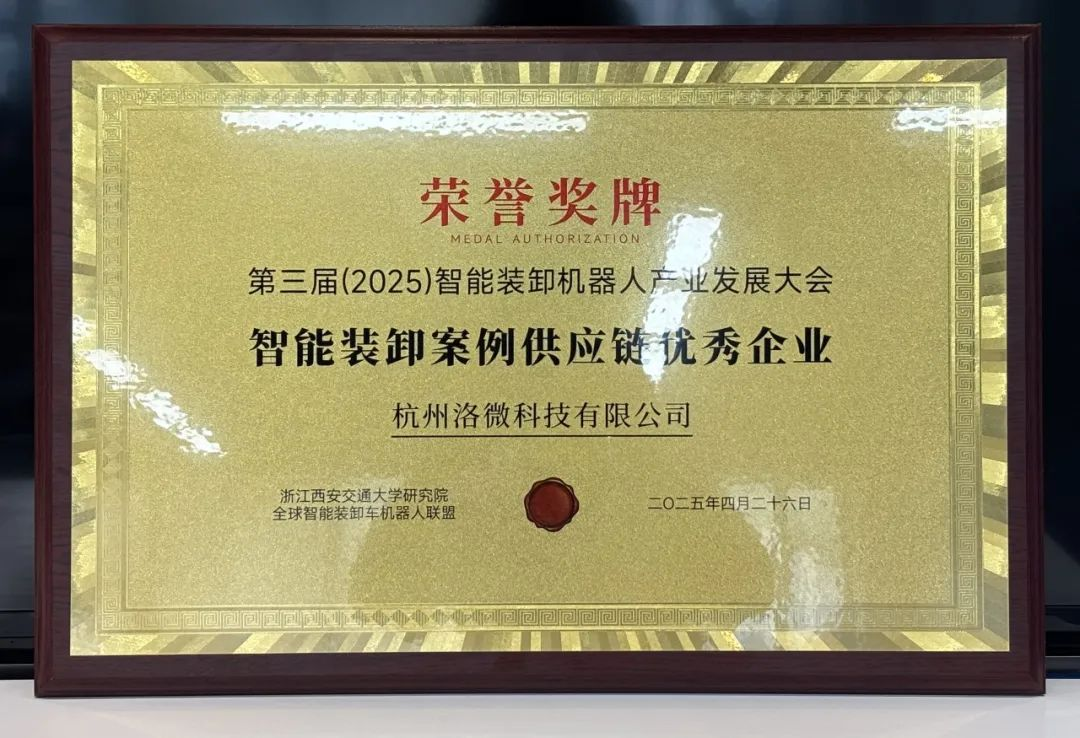 荣誉奖牌
MEDAL AUTHORIZATION
第三届(2025)智能装卸机器人产业发展大会
智能装卸案例供应链优秀企业
杭州洛微科技有限公司
浙江西安交通大学研究院
全球智能装卸车机器人联盟
二〇二五年四月二十六日